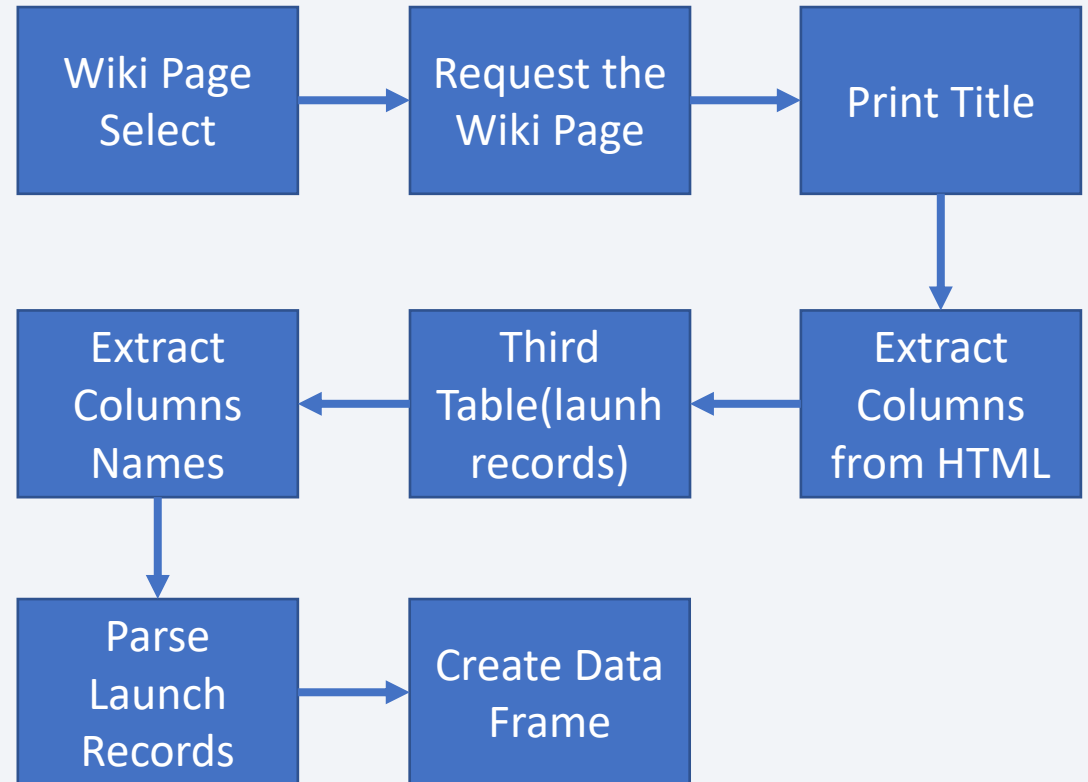 Wiki Page
Select
Request the
Wiki Page
Print Title
Extract
Columns
from HTML
Third
Table(launh
records)
Extract
Columns
Names
Parse
Launch
Records
Create Data
Frame